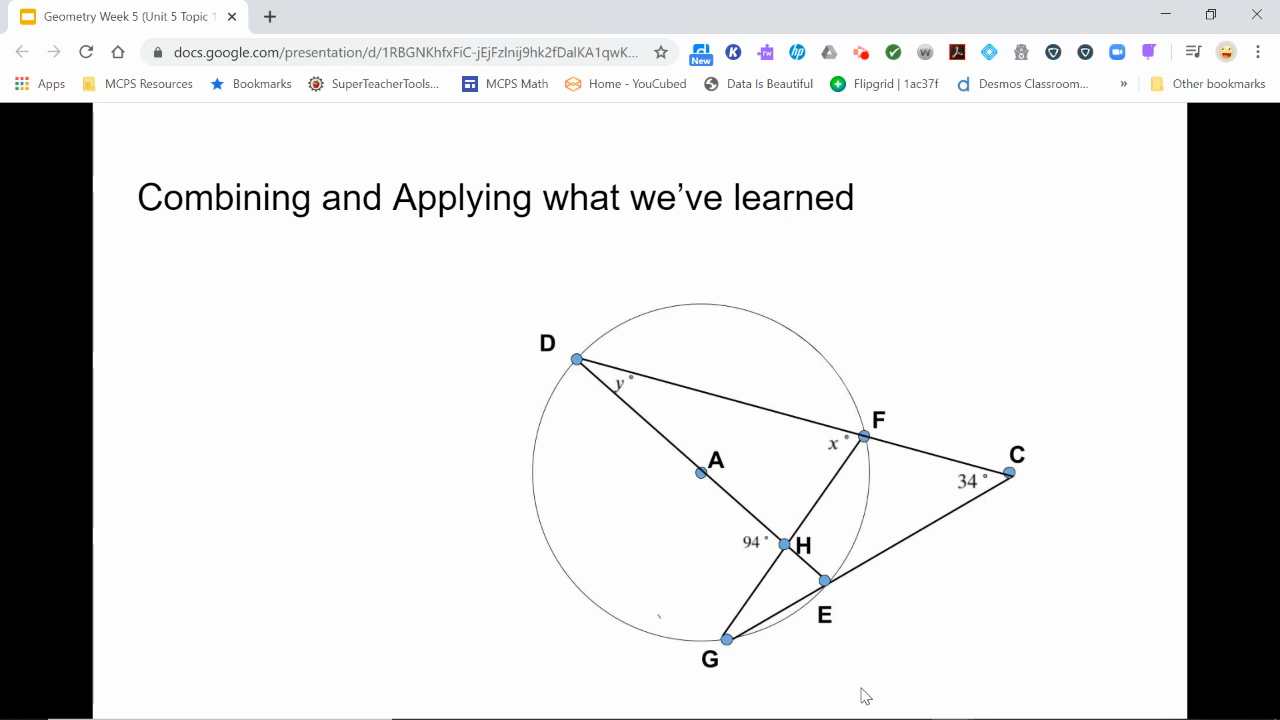 Geometry Week 5 (Unit 5 Topic 1
docs.google.com/presentation/d/1RBGNKhfxFiC-jEjFzlnij9hk2fDalKA1qwK...
New
Apps
MCPS Resources
Bookmarks
SuperTeacherTools...
MCPS Math
Home - YouCubed
Data Is Beautiful
Flipgrid | 1ac37f
Desmos Classroom...
»
Other bookmarks
Combining and Applying what we've learned
D
y°
F
x°
C
A
34°
94°
H
E
G